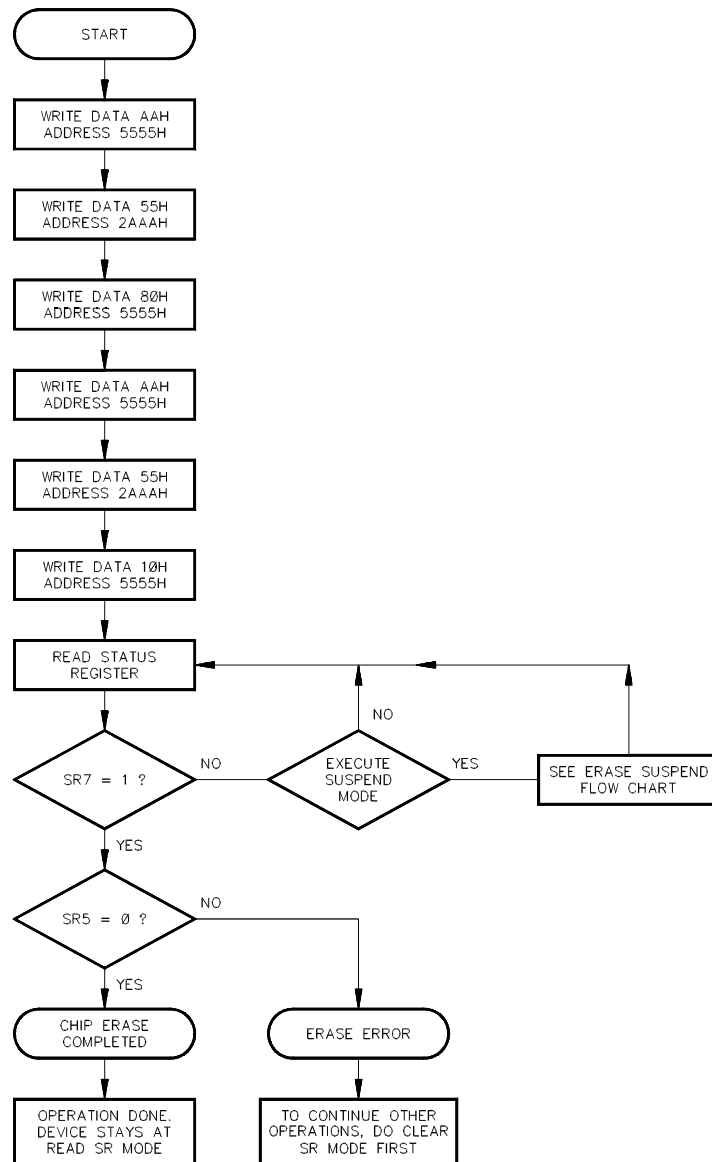 START
WRITE DATA AAH
ADDRESS 5555H
WRITE DATA 55H
ADDRESS 2AAAH
WRITE DATA 80H
ADDRESS 5555H
WRITE DATA AAH
ADDRESS 5555H
WRITE DATA 55H
ADDRESS 2AAAH
WRITE DATA 10H
ADDRESS 5555H
READ STATUS
REGISTER
NO
SR7 = 1 ?
NO
EXECUTE
SUSPEND
MODE
YES
SEE ERASE SUSPEND
FLOW CHART
YES
SR5 = 0 ?
NO
YES
CHIP ERASE
COMPLETED
ERASE ERROR
OPERATION DONE,
DEVICE STAYS AT
READ SR MODE
TO CONTINUE OTHER
OPERATIONS, DO CLEAR
SR MODE FIRST